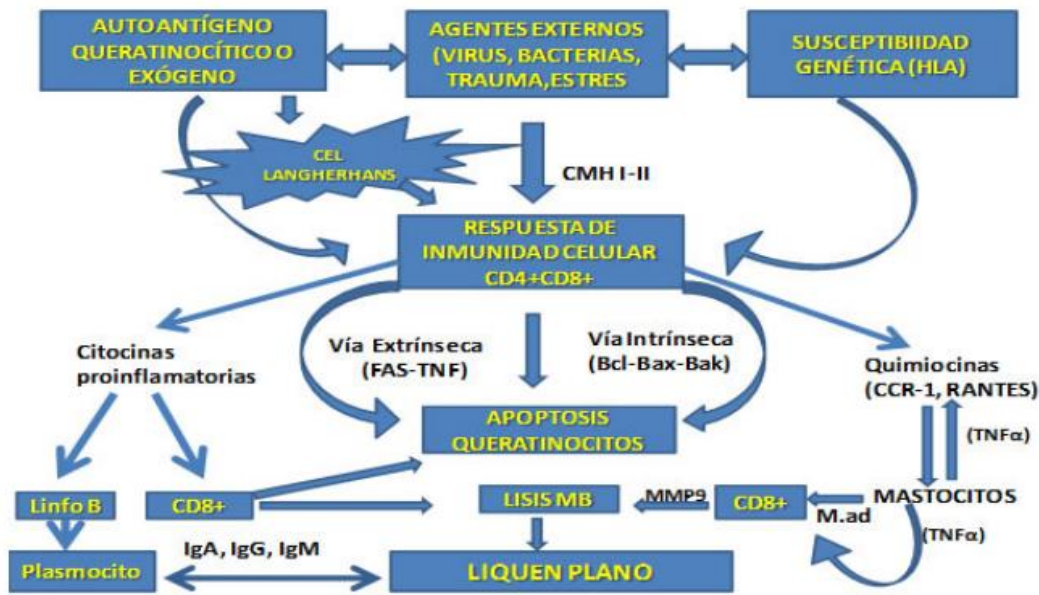 AUTOANTÍGENO
QUERATINOCÍTICO O
EXÓGENO
AGENTES EXTERNOS
(VIRUS, BACTERIAS,
TRAUMA,ESTRES
SUSCEPTIBIIDAD
GENÉTICA (HLA)
CEL
LANGHERHANS
CMH I-II
RESPUESTA DE
INMUNIDAD CELULAR
CD4+CD8+
Citocinas
proinflamatorias
Vía Extrínseca
(FAS-TNF)
Vía Intrínseca
(Bcl-Bax-Bak)
Quimiocinas
(CCR-1, RANTES)
(TNFα)
APOPTOSIS
QUERATINOCITOS
Linfo B
CD8+
LISIS MB
MMP9
CD8+
MASTOCITOS
M.ad
(TNFα)
IgA, IgG, IgM
Plasmocito
LIQUEN PLANO